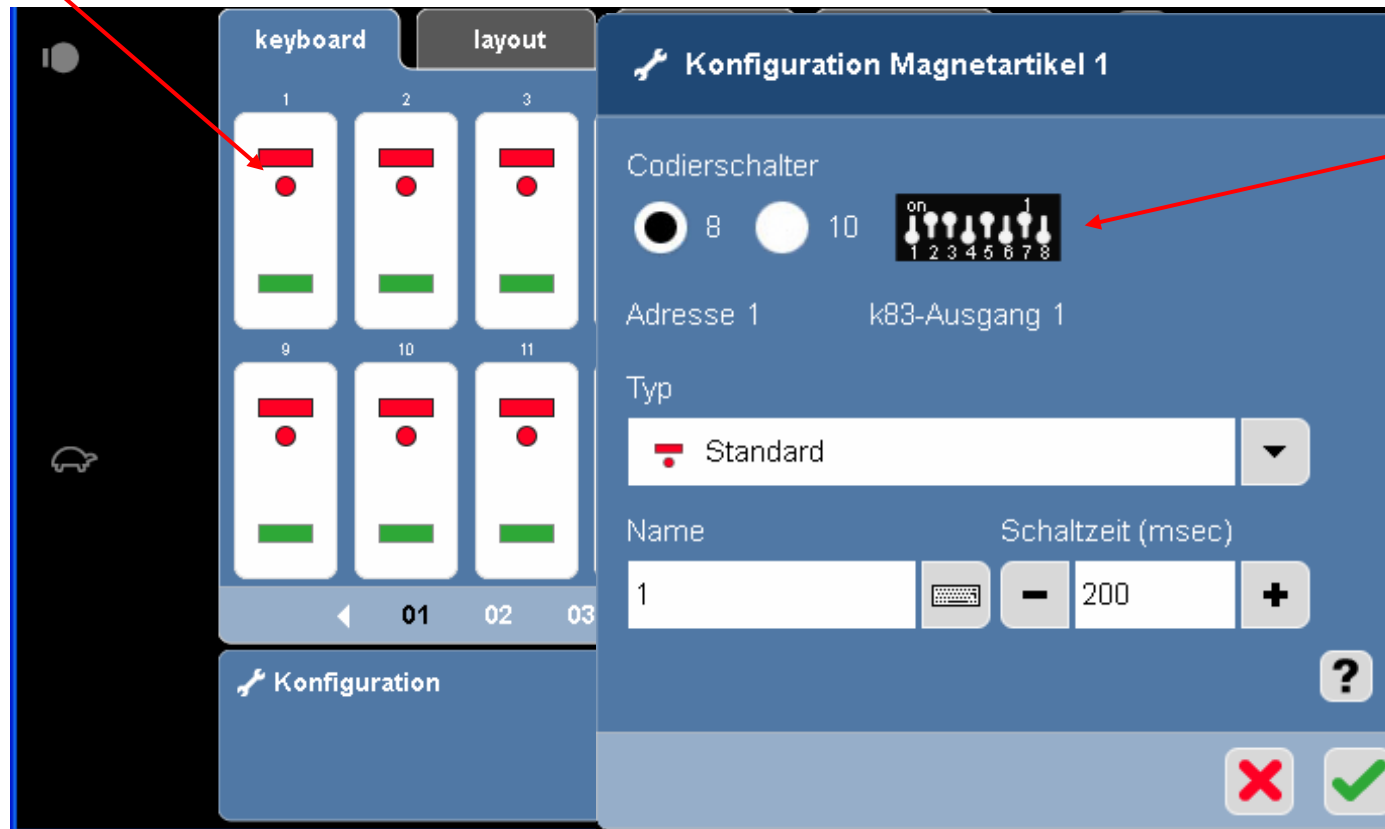 keyboard
layout
1 2 3
9 10 11
01 02 03
Konfiguration
Konfiguration Magnetartikel 1
Codierschalter
8 10
on 1
1 2 3 4 5 6 7 8
Adresse 1 k83-Ausgang 1
Typ
Standard
Name Schaltzeit (msec)
1 200
?